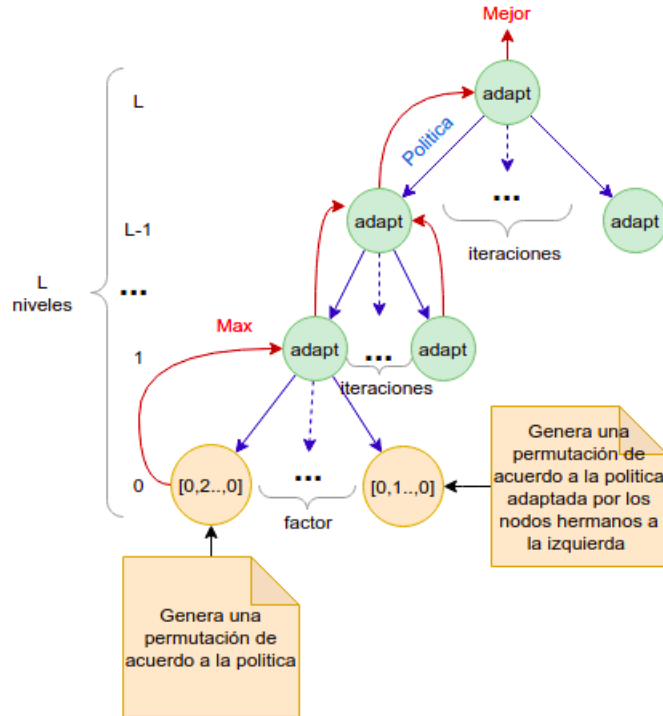 Mejor
L
adapt
Politica
...
L-1
adapt
adapt
iteraciones
L
niveles
...
Max
1
adapt
...
adapt
iteraciones
0
[0,2..,0]
...
[0,1..,0]
factor
Genera una
permutación de
acuerdo a la politica
adaptada por los
nodos hermanos a
la izquierda
Genera una
permutación de
acuerdo a la politica